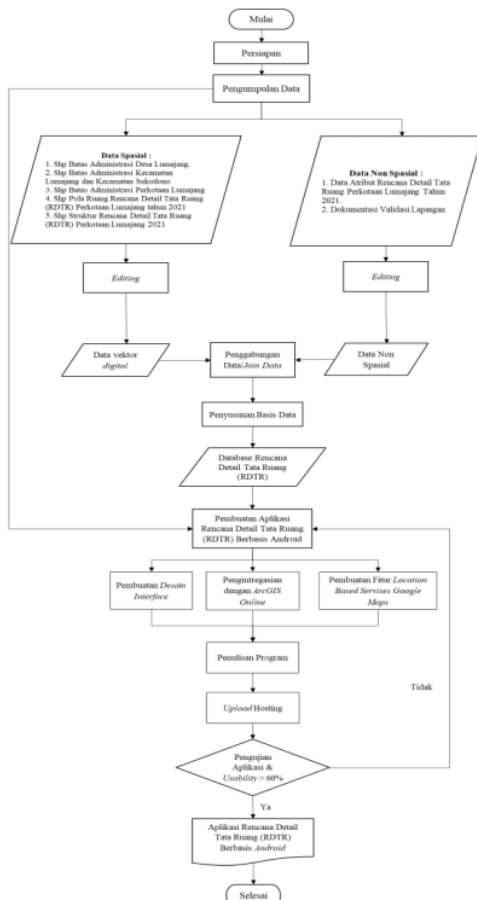 Mulai
Persiapan
Pengumpulan Data
Data Spasial :
1. Shp Batas Administrasi Desa Lumajang.
2. Shp Batas Administrasi Kecamatan
Lumajang dan Kecamatan Sukodono
3. Shp Batas Administrasi Perkotaan Lumajang
4. Shp Pola Ruang Rencana Detail Tata Ruang
(RDTR) Perkotaan Lumajang tahun 2021
5. Shp Struktur Rencana Detail Tata Ruang
(RDTR) Perkotaan Lumajang 2021
Data Non Spasial :
1. Data Atribut Rencana Detail Tata
Ruang Perkotaan Lumajang Tahun
2021.
2. Dokumentasi Validasi Lapangan
Editing
Editing
Data vektor
digital
Penggabungan
Data/Join Data
Data Non
Spasial
Penyusunan Basis Data
Database Rencana
Detail Tata Ruang
(RDTR)
Pembuatan Aplikasi
Rencana Detail Tata Ruang
(RDTR) Berbasis Android
Pembuatan Desain
Interface
Pengintregasian
dengan ArcGIS
Online
Pembuatan Fitur Location
Based Servises Google
Maps
Penulisan Program
Tidak
Upload Hosting
Pengujian
Aplikasi &
Usability > 60%
Ya
Aplikasi Rencana Detail
Tata Ruang (RDTR)
Berbasis Android
Selesai